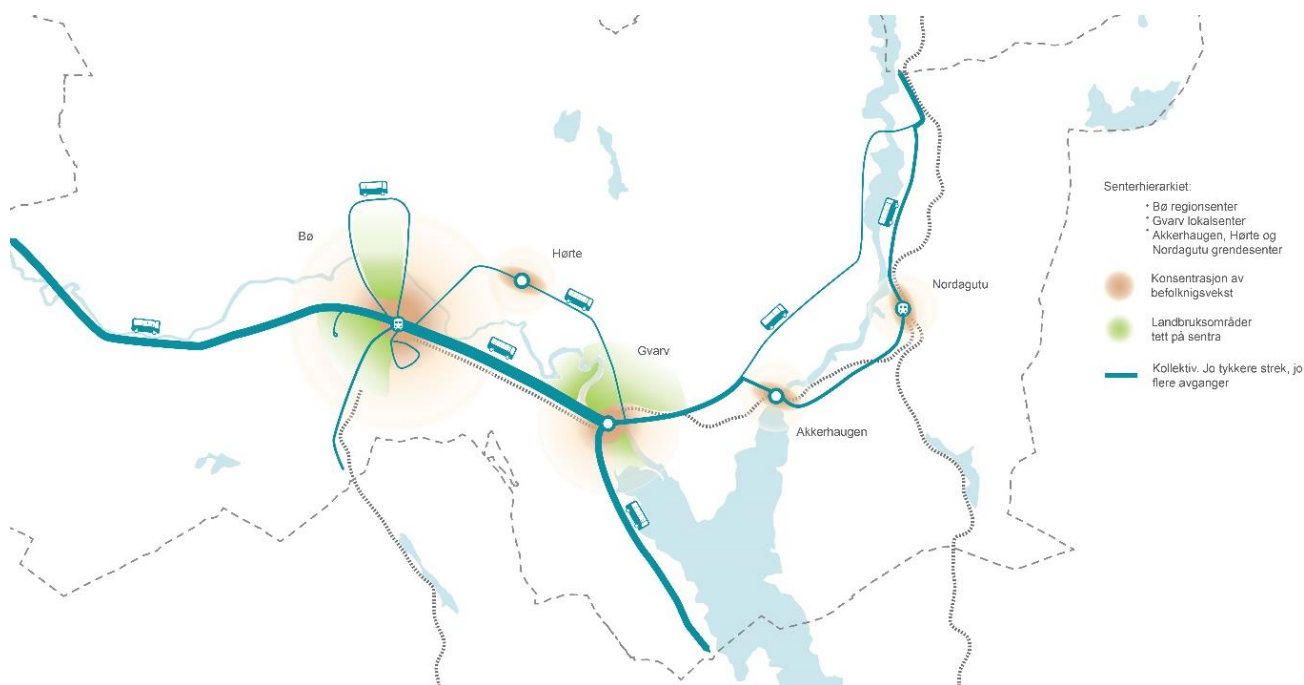 Bø
Hørte
Gvarv
Akkerhaugen
Nordagutu
Senterhierarkiet:
* Bø regionsenter
* Gvarv lokalsenter
* Akkerhaugen, Hørte og
Nordagutu grendesenter
Konsentrasjon av
befolknigsvekst
Landbruksområder
tett på sentra
Kollektiv. Jo tykkere strek, jo
flere avganger